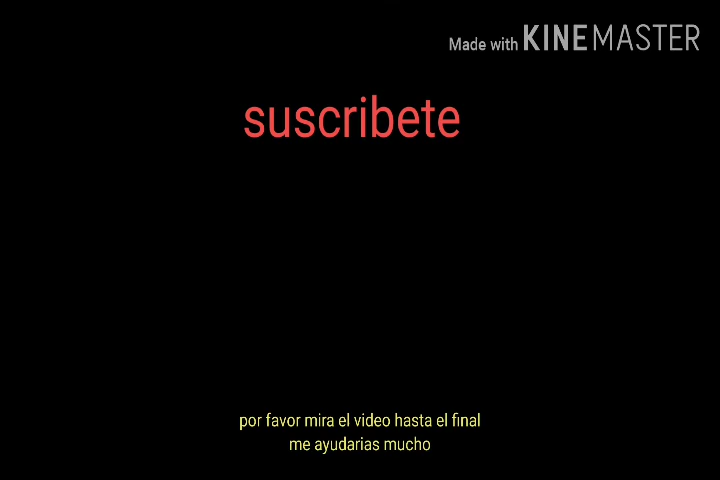 Made with KINEMASTER
suscribete
por favor mira el video hasta el final
me ayudarias mucho